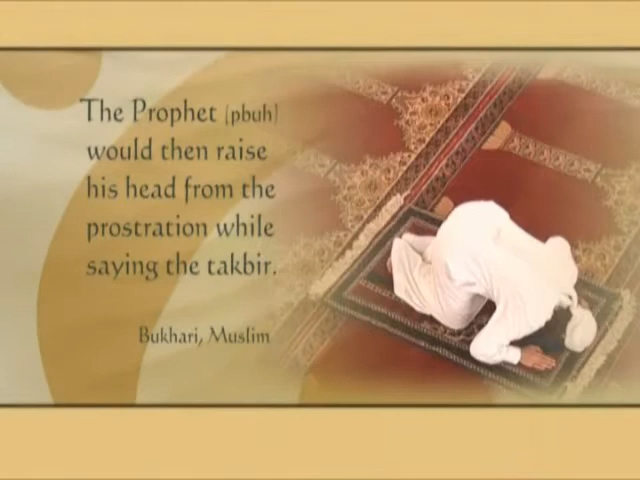 The Prophet (pbuh)
would then raise
his head from the
prostration while
saying the takbir.
Bukhari, Muslim